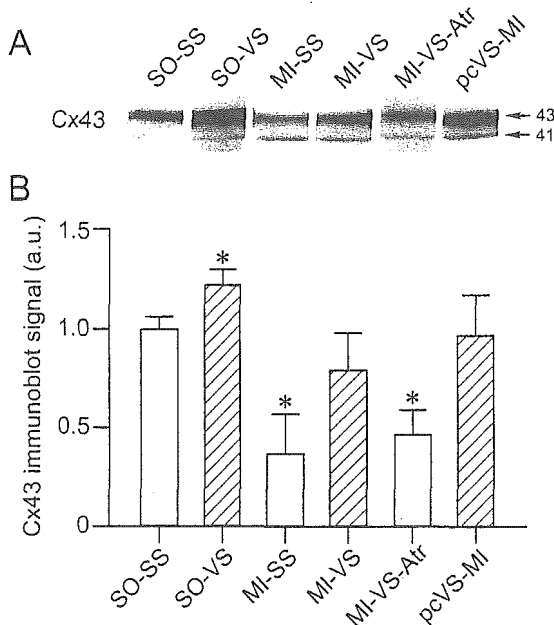 A
SO-SS
SO-VS
MI-SS
MI-VS
MI-VS-Atr
pcVS-MI
Cx43
43
41
B
Cx43 immunoblot signal (a.u.)
1.5
1.0
0.5
0
*
*
*
SO-SS
SO-VS
MI-SS
MI-VS
MI-VS-Atr
pcVS-MI